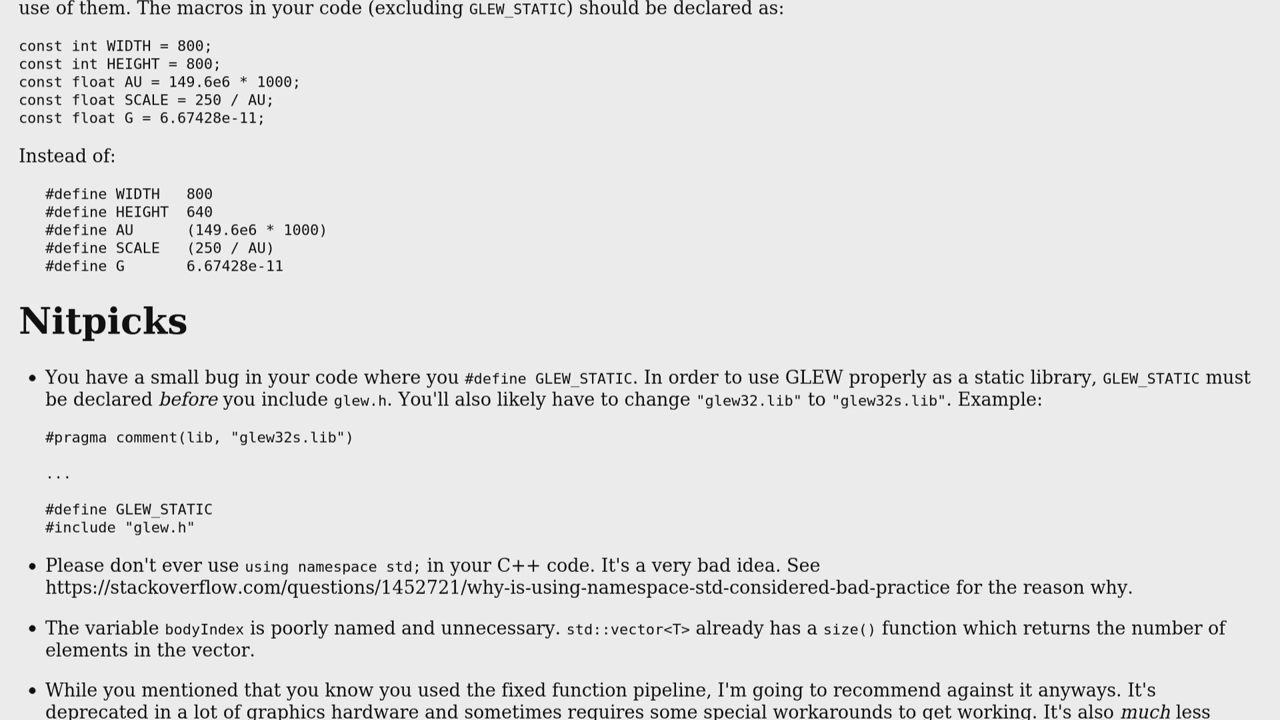 use of them. The macros in your code (excluding GLEW_STATIC) should be declared as:
const int WIDTH = 800;
const int HEIGHT = 800;
const float AU = 149.6e6 * 1000;
const float SCALE = 250 / AU;
const float G = 6.67428e-11;
Instead of:
#define WIDTH   800
#define HEIGHT  640
#define AU      (149.6e6 * 1000)
#define SCALE   (250 / AU)
#define G       6.67428e-11
Nitpicks
• You have a small bug in your code where you #define GLEW_STATIC. In order to use GLEW properly as a static library, GLEW_STATIC must
be declared before you include glew.h. You'll also likely have to change "glew32.lib" to "glew32s.lib". Example:
#pragma comment(lib, "glew32s.lib")
...
#define GLEW_STATIC
#include "glew.h"
• Please don't ever use using namespace std; in your C++ code. It's a very bad idea. See
https://stackoverflow.com/questions/1452721/why-is-using-namespace-std-considered-bad-practice for the reason why.
• The variable bodyIndex is poorly named and unnecessary. std::vector<T> already has a size() function which returns the number of
elements in the vector.
• While you mentioned that you know you used the fixed function pipeline, I'm going to recommend against it anyways. It's
deprecated in a lot of graphics hardware and sometimes requires some special workarounds to get working. It's also much less